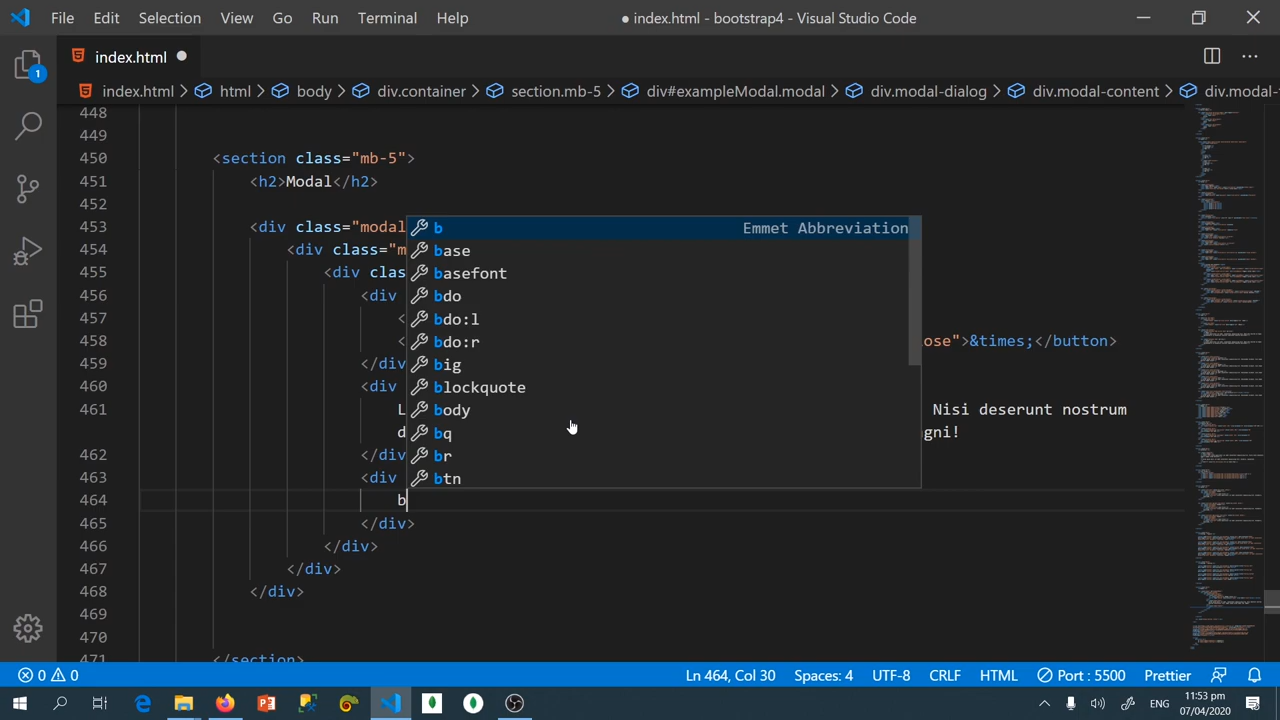 File Edit Selection View Go Run Terminal Help ● index.html - bootstrap4 - Visual Studio Code
index.html ●
index.html > html > body > div.container > section.mb-5 > div#exampleModal.modal > div.modal-dialog > div.modal-content > div.modal-
1
448
449
450 <section class="mb-5">
451 <h2>Modal</h2>
452
453 <div class="modal
454 <div class="m
455 <div clas
456 <div
457 <
458 ose">&times;</button>
459 </div
460 <div
461 L Nisi deserunt nostrum
d gni!
462 </div
463 <div
464 b
465 </div>
466 </div>
467 </div>
468 </div>
469
470
471 </section>
b Emmet Abbreviation
base
basefont
bdo
bdo:l
bdo:r
big
blockquote
body
bq
br
btn
0 0 Ln 464, Col 30 Spaces: 4 UTF-8 CRLF HTML Port : 5500 Prettier
ENG 11:53 pm
07/04/2020